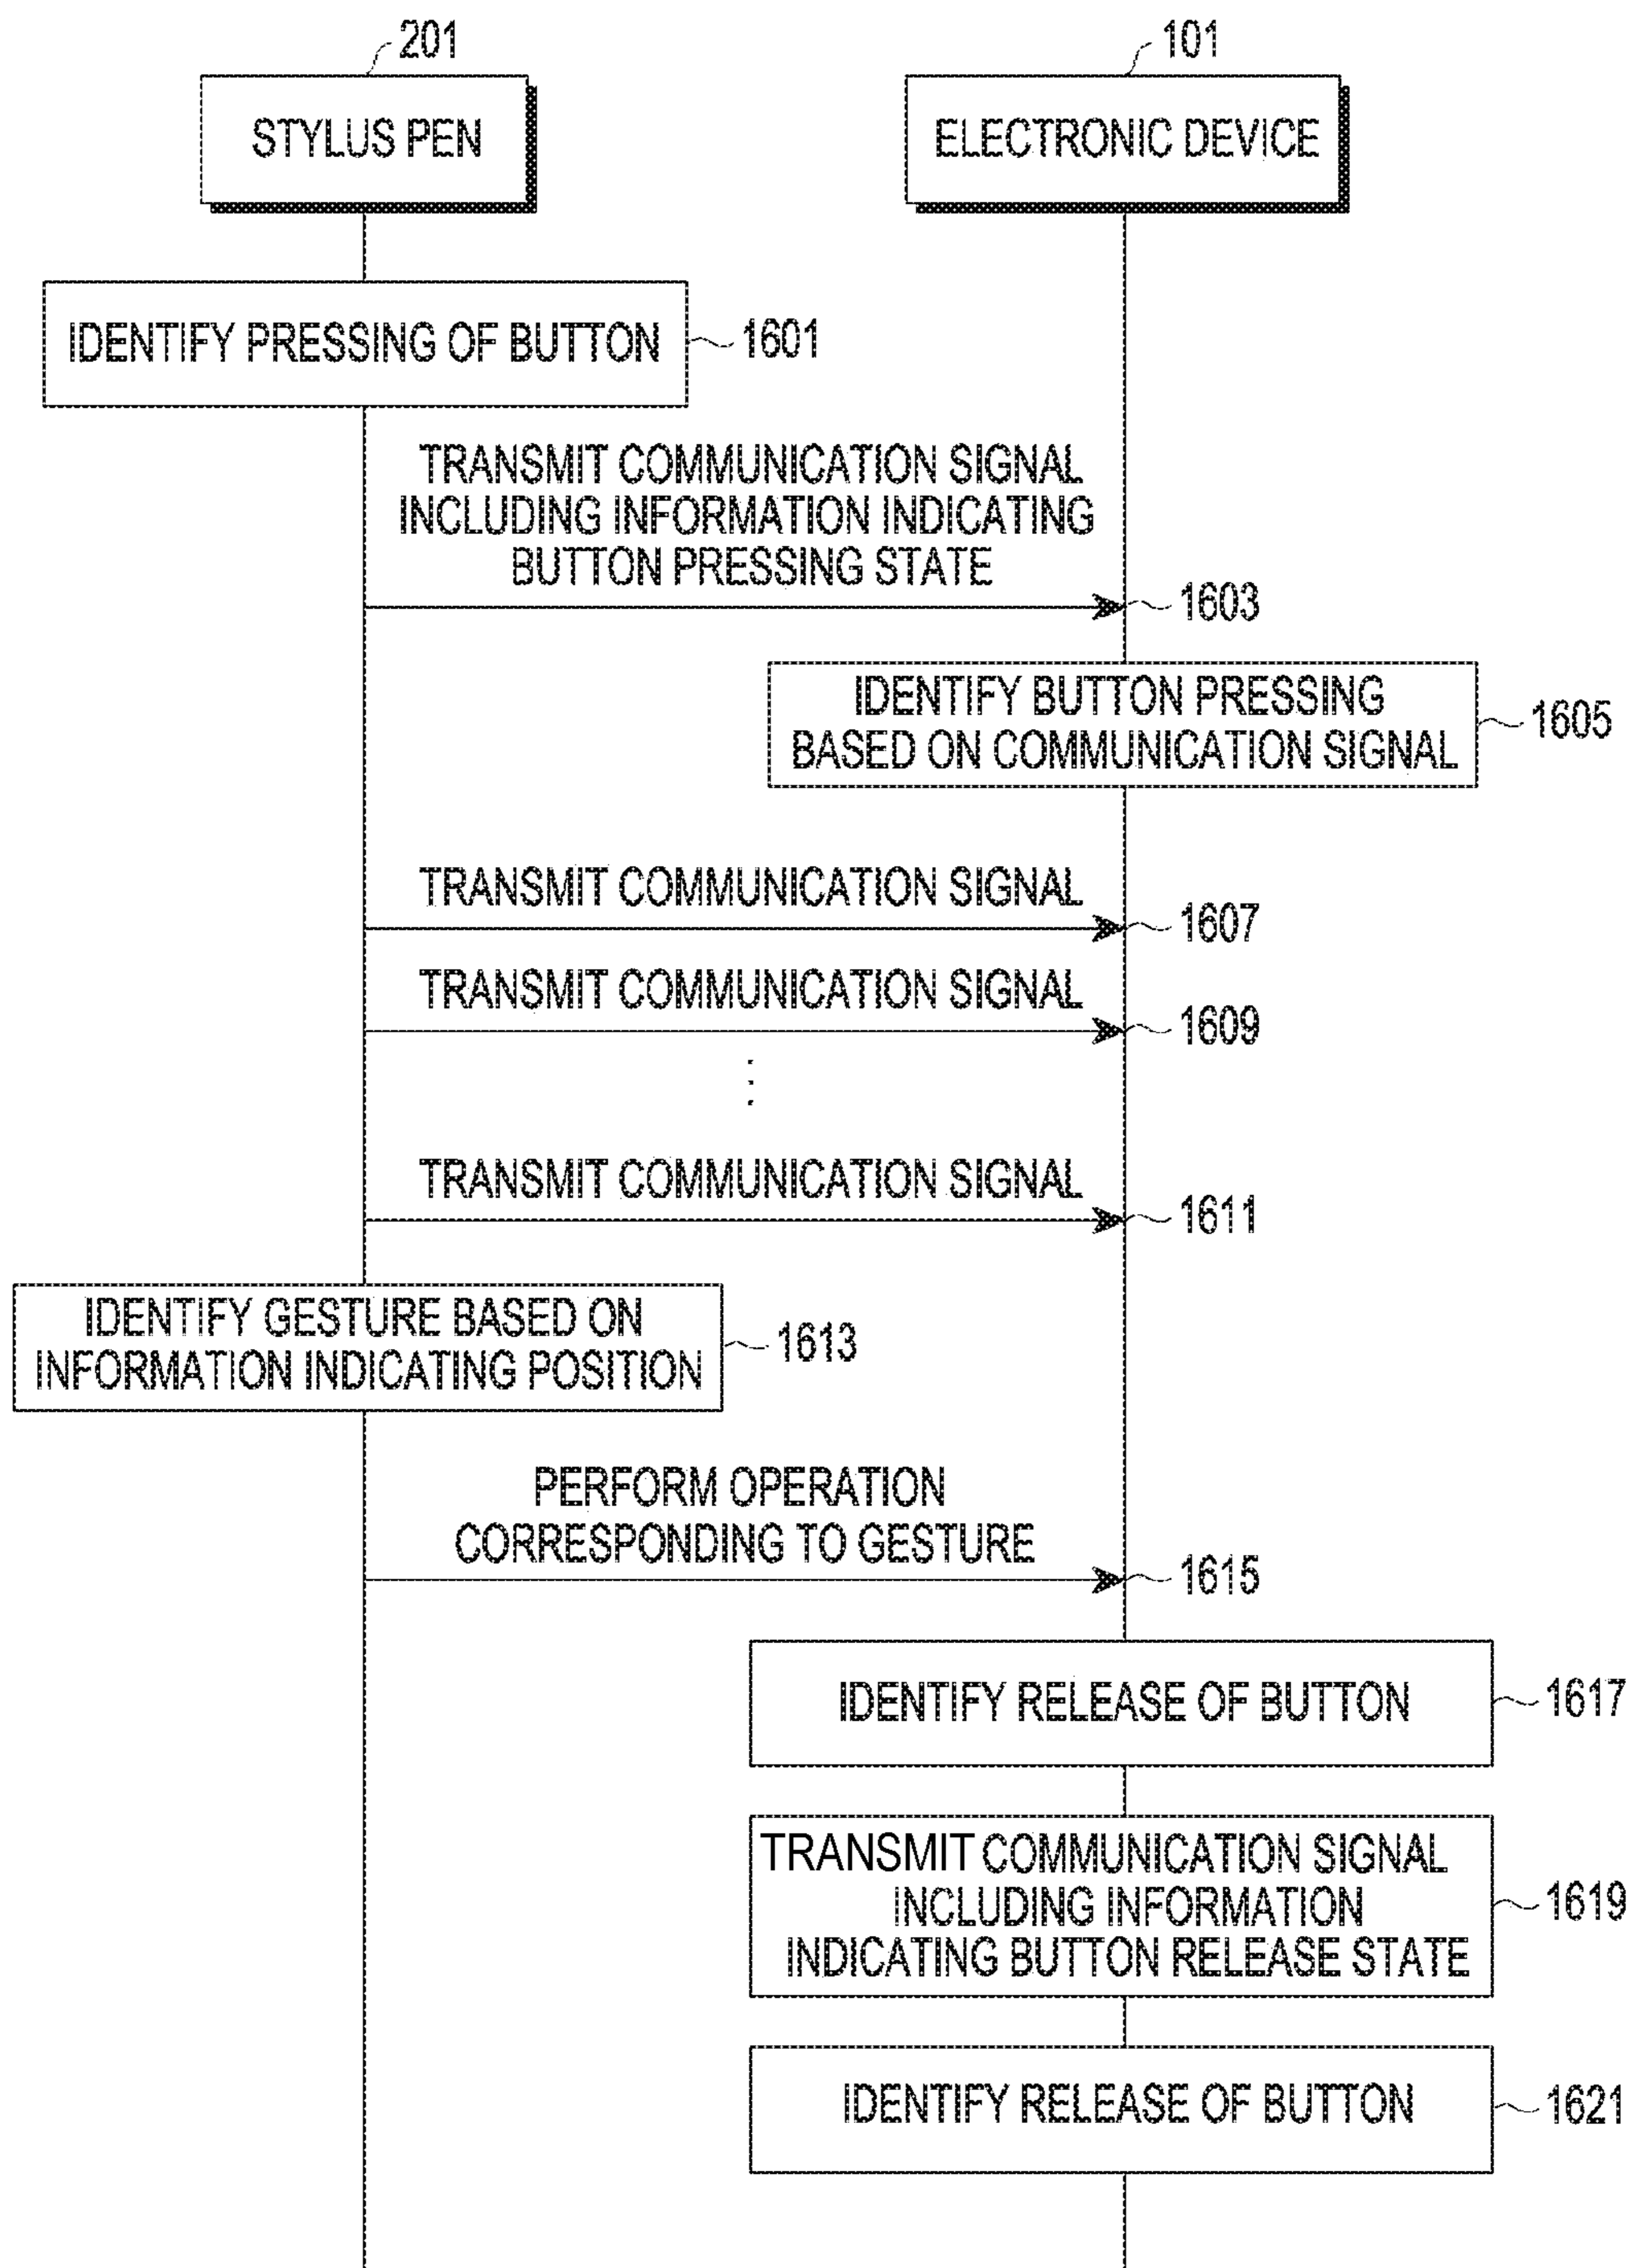 201
101
STYLUS PEN
ELECTRONIC DEVICE
IDENTIFY PRESSING OF BUTTON
1601
TRANSMIT COMMUNICATION SIGNAL
INCLUDING INFORMATION INDICATING
BUTTON PRESSING STATE
1603
IDENTIFY BUTTON PRESSING
BASED ON COMMUNICATION SIGNAL
1605
TRANSMIT COMMUNICATION SIGNAL
1607
TRANSMIT COMMUNICATION SIGNAL
1609
TRANSMIT COMMUNICATION SIGNAL
1611
IDENTIFY GESTURE BASED ON
INFORMATION INDICATING POSITION
1613
PERFORM OPERATION
CORRESPONDING TO GESTURE
1615
IDENTIFY RELEASE OF BUTTON
1617
TRANSMIT COMMUNICATION SIGNAL
INCLUDING INFORMATION
INDICATING BUTTON RELEASE STATE
1619
IDENTIFY RELEASE OF BUTTON
1621